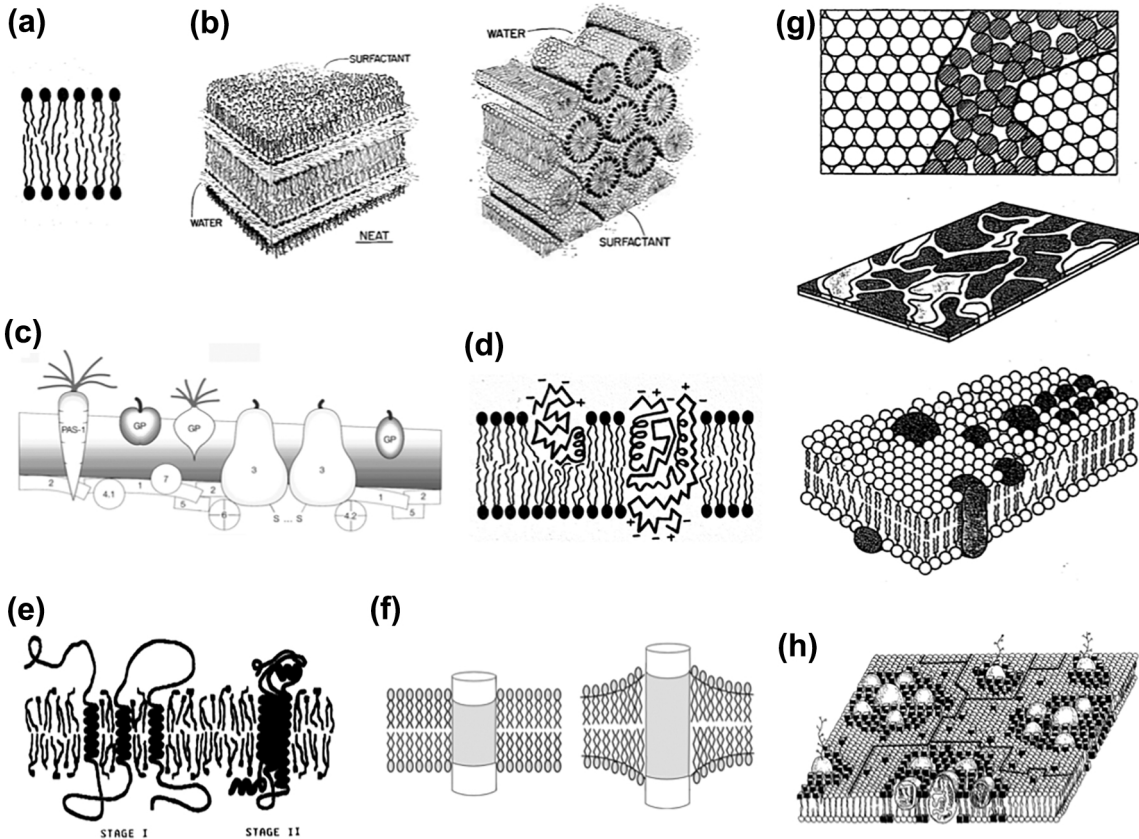 (a)
(b)
SURFACTANT
WATER
NEAT
WATER
SURFACTANT
(c)
PAS-1
GP
GP
3
3
GP
2
4.1
1
7
5
2
6
S ... S
4.2
1
5
2
(d)
- - +
- + - + -
+ - - + -
(e)
STAGE I
STAGE II
(f)
(g)
(h)